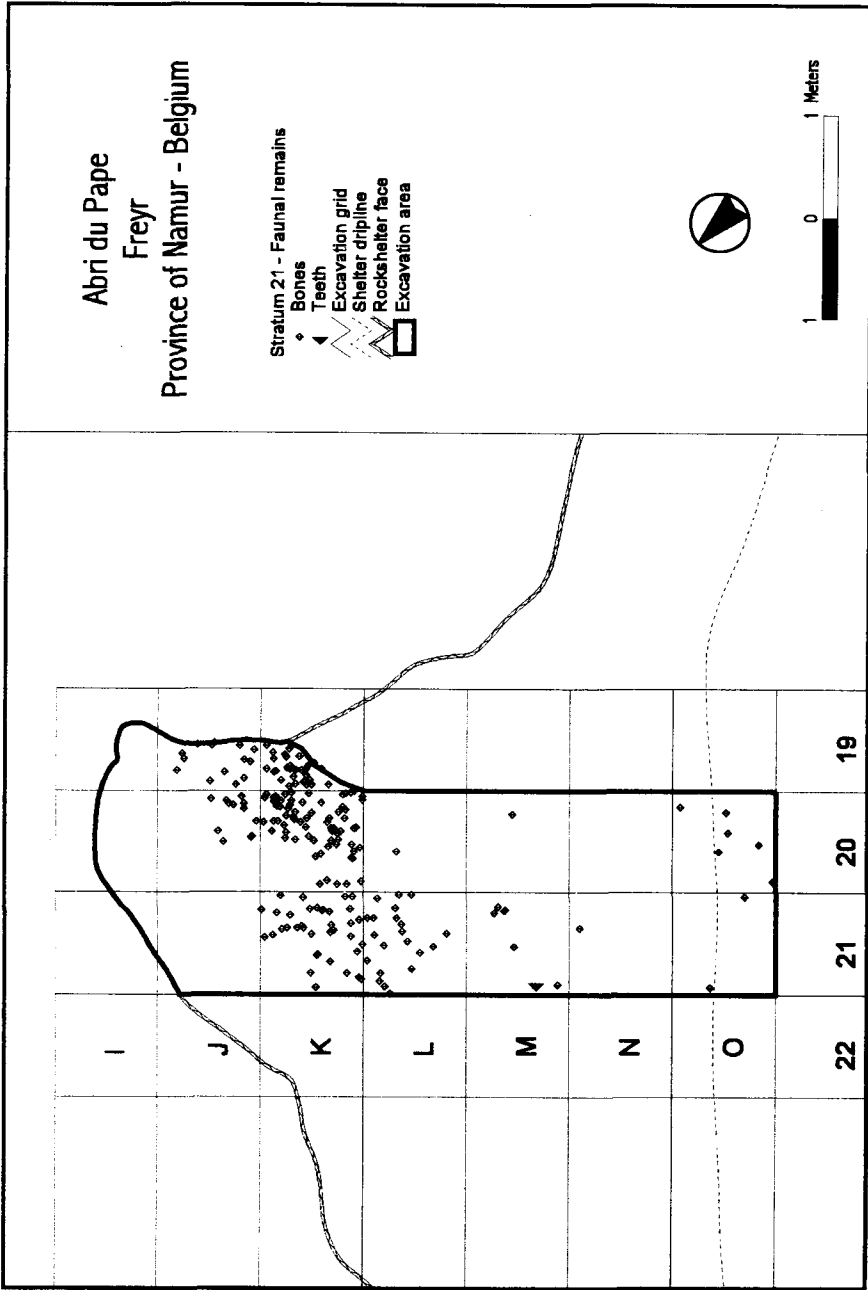 Abri du Pape
Freyr
Province of Namur - Belgium
Stratum 21 - Faunal remains
Bones
Teeth
Excavation grid
Shelter dripline
Rockshelter face
Excavation area
1 0 1 Meters
I
J
K
L
M
N
O
22 21 20 19